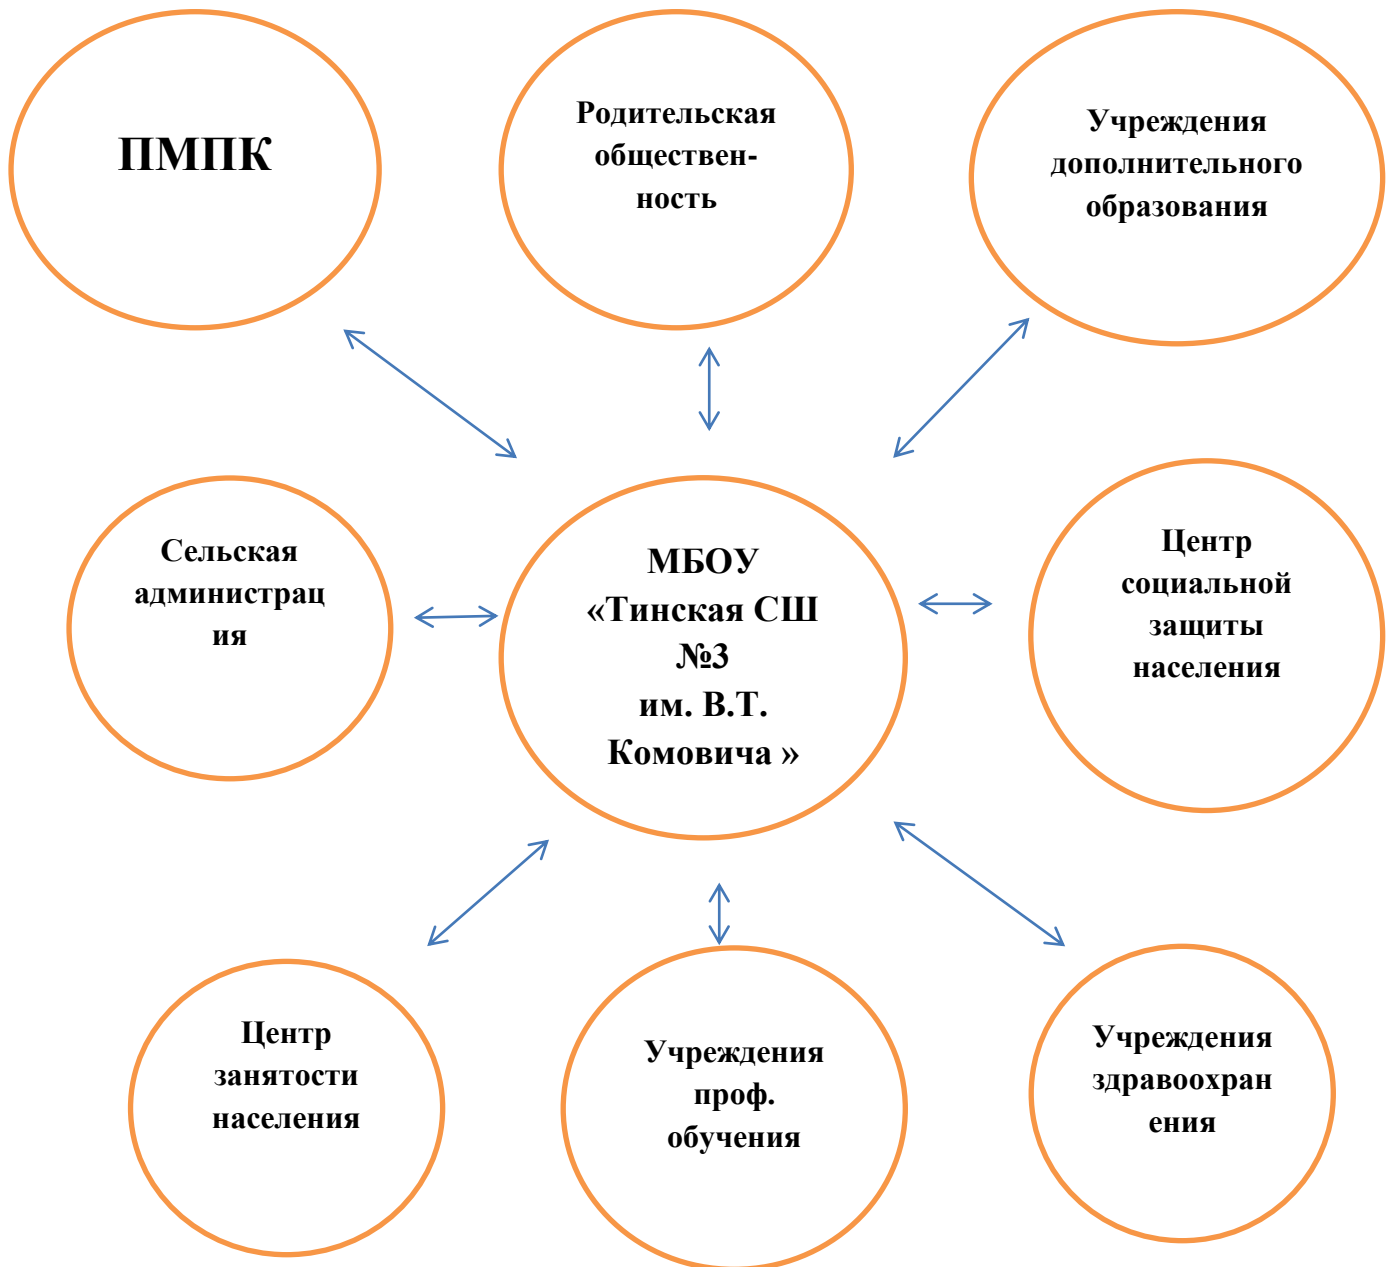 ПМПК
Родительская
обществен-
ность
Учреждения
дополнительного
образования
Сельская
администрац
ия
МБОУ
«Тинская СШ
№3
им. В.Т.
Комовича »
Центр
социальной
защиты
населения
Центр
занятости
населения
Учреждения
проф.
обучения
Учреждения
здравоохран
ения